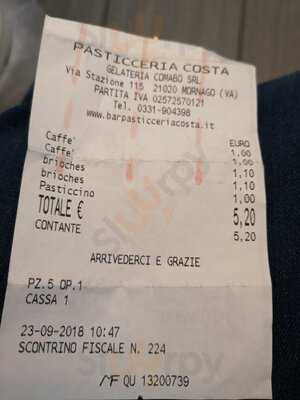 PASTICCERIA COSTA
GELATERIA COMABO SRL
Via Stazione 115 21020 MORNAGO (VA)
PARTITA IVA 02572570121
Tel. 0331-904398
www.barpasticceriacosta.it
EURO
Caffe' 1,00
Caffe' 1,00
brioches 1,10
brioches 1,10
Pasticcino 1,00
TOTALE € 5,20
CONTANTE 5,20
ARRIVEDERCI E GRAZIE
PZ.5 OP.1
CASSA 1
23-09-2018 10:47
SCONTRINO FISCALE N. 224
MF QU 13200739